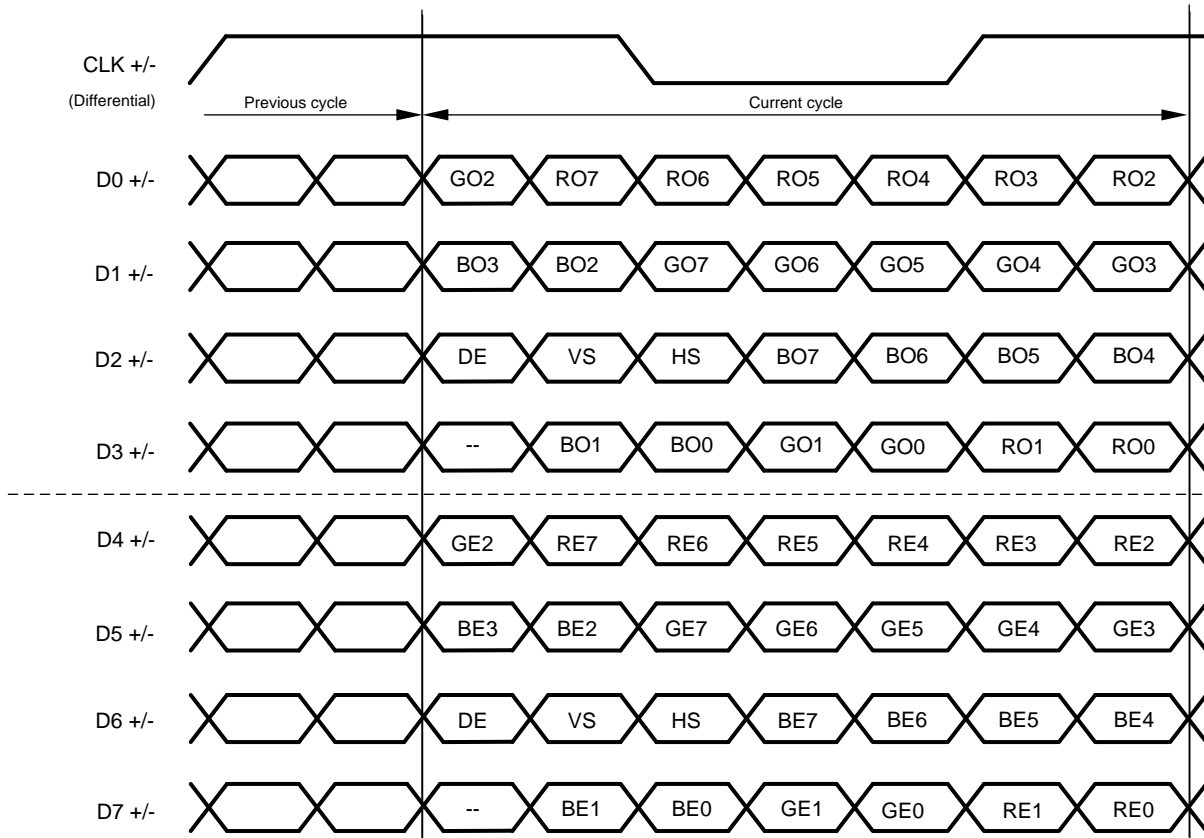 CLK +/-
(Differential)
Previous cycle
Current cycle
D0 +/- GO2 RO7 RO6 RO5 RO4 RO3 RO2
D1 +/- BO3 BO2 GO7 GO6 GO5 GO4 GO3
D2 +/- DE VS HS BO7 BO6 BO5 BO4
D3 +/- -- BO1 BO0 GO1 GO0 RO1 RO0
D4 +/- GE2 RE7 RE6 RE5 RE4 RE3 RE2
D5 +/- BE3 BE2 GE7 GE6 GE5 GE4 GE3
D6 +/- DE VS HS BE7 BE6 BE5 BE4
D7 +/- -- BE1 BE0 GE1 GE0 RE1 RE0